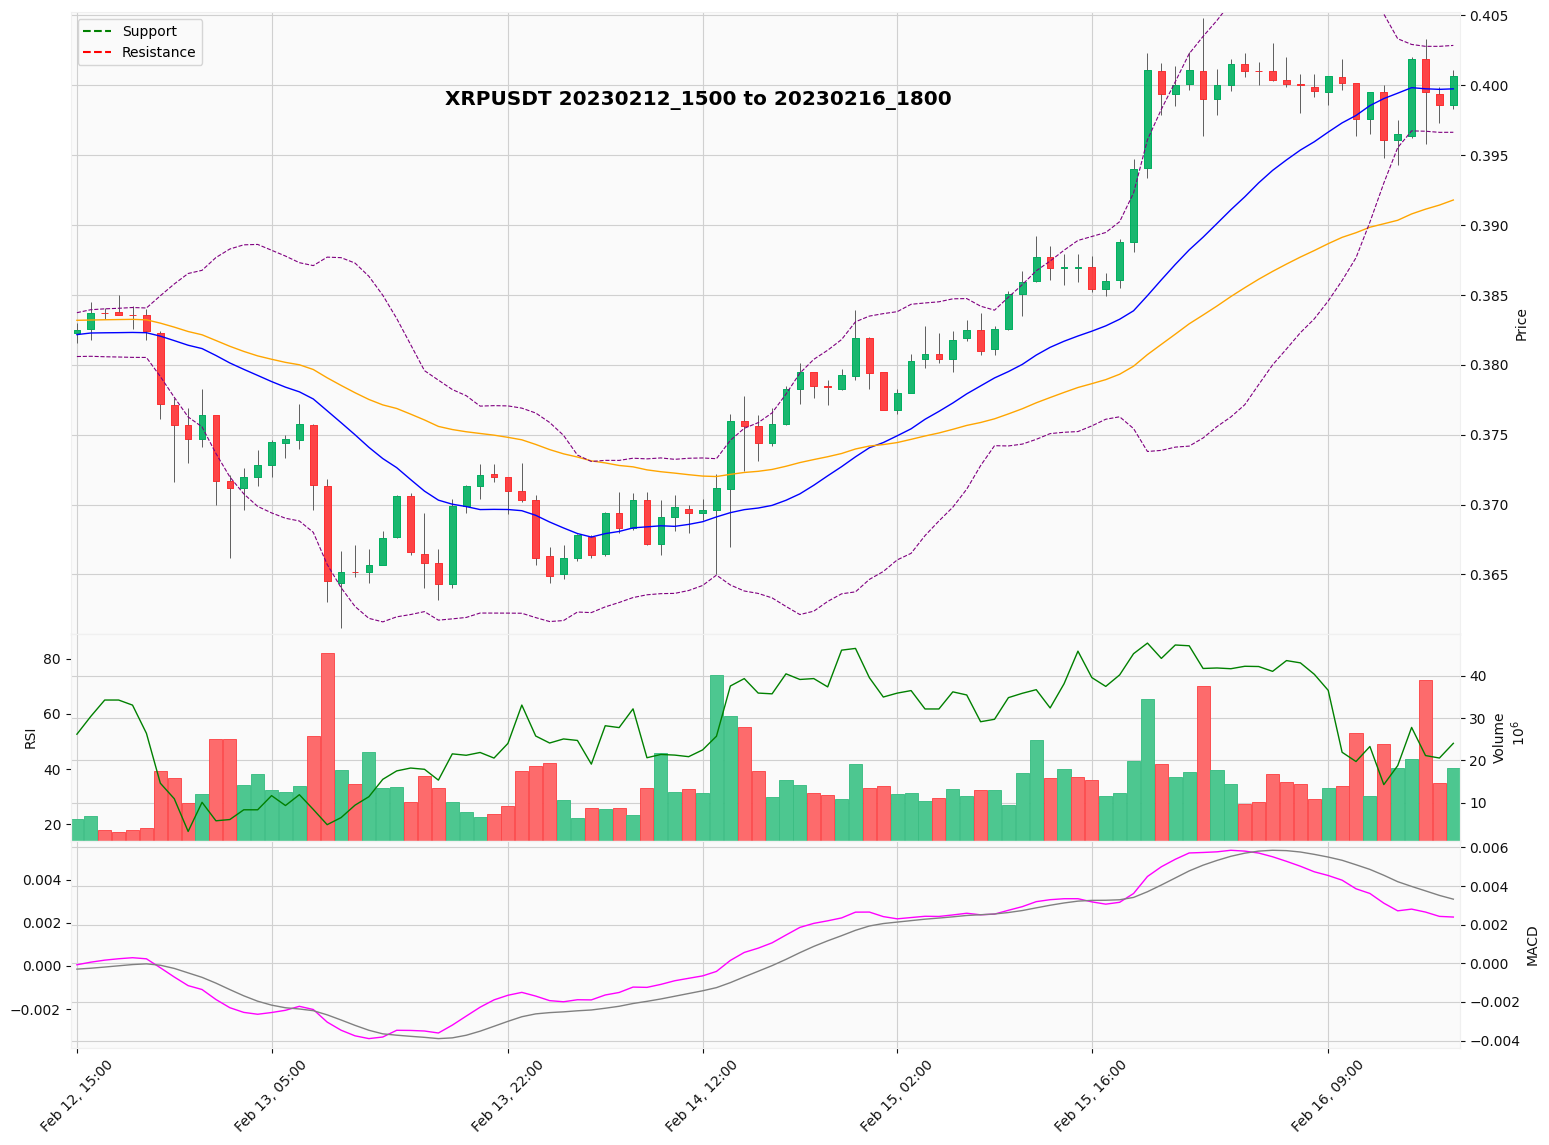 Support
Resistance
XRPUSDT 20230212_1500 to 20230216_1800
0.405
0.400
0.395
0.390
0.385
0.380
0.375
0.370
0.365
Price
80
60
40
20
RSI
40
30
20
10
Volume
10^6
0.004
0.002
0.000
−0.002
0.006
0.004
0.002
0.000
−0.002
−0.004
MACD
Feb 12, 15:00
Feb 13, 05:00
Feb 13, 22:00
Feb 14, 12:00
Feb 15, 02:00
Feb 15, 16:00
Feb 16, 09:00